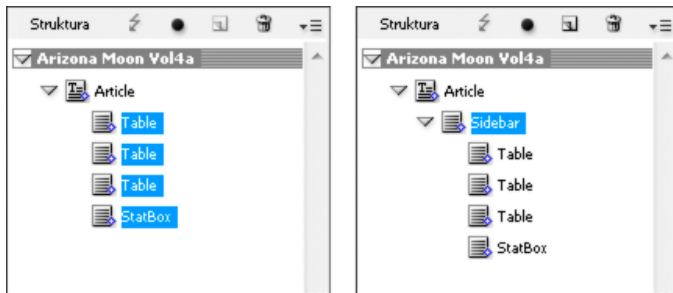 Struktura
Arizona Moon Vol4a
Article
Table
Table
Table
StatBox
Struktura
Arizona Moon Vol4a
Article
Sidebar
Table
Table
Table
StatBox